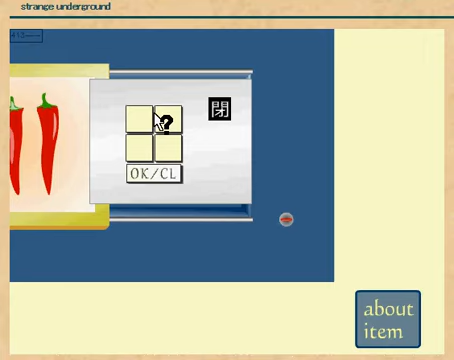 strange underground
閉
?
OK/CL
about
item